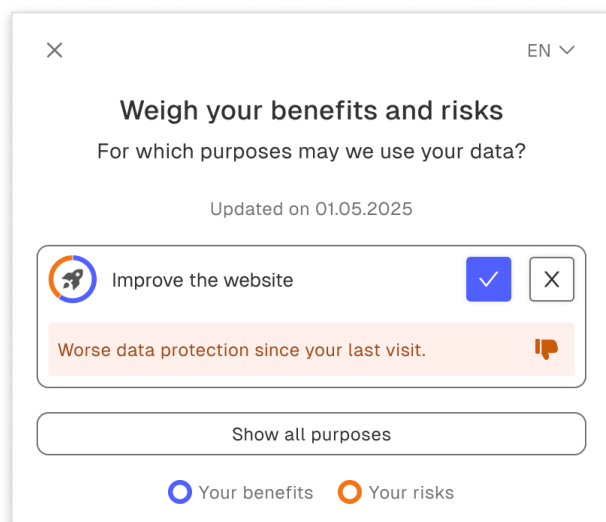 EN
Weigh your benefits and risks
For which purposes may we use your data?
Updated on 01.05.2025
Improve the website
Worse data protection since your last visit.
Show all purposes
Your benefits Your risks